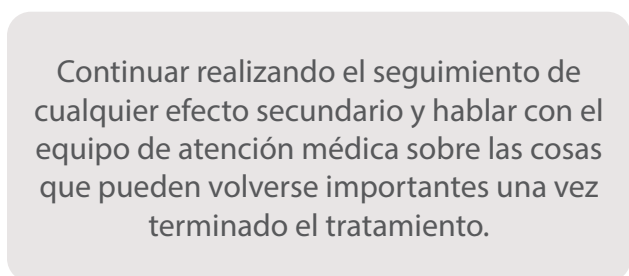 Continuar realizando el seguimiento de
cualquier efecto secundario y hablar con el
equipo de atención médica sobre las cosas
que pueden volverse importantes una vez
terminado el tratamiento.